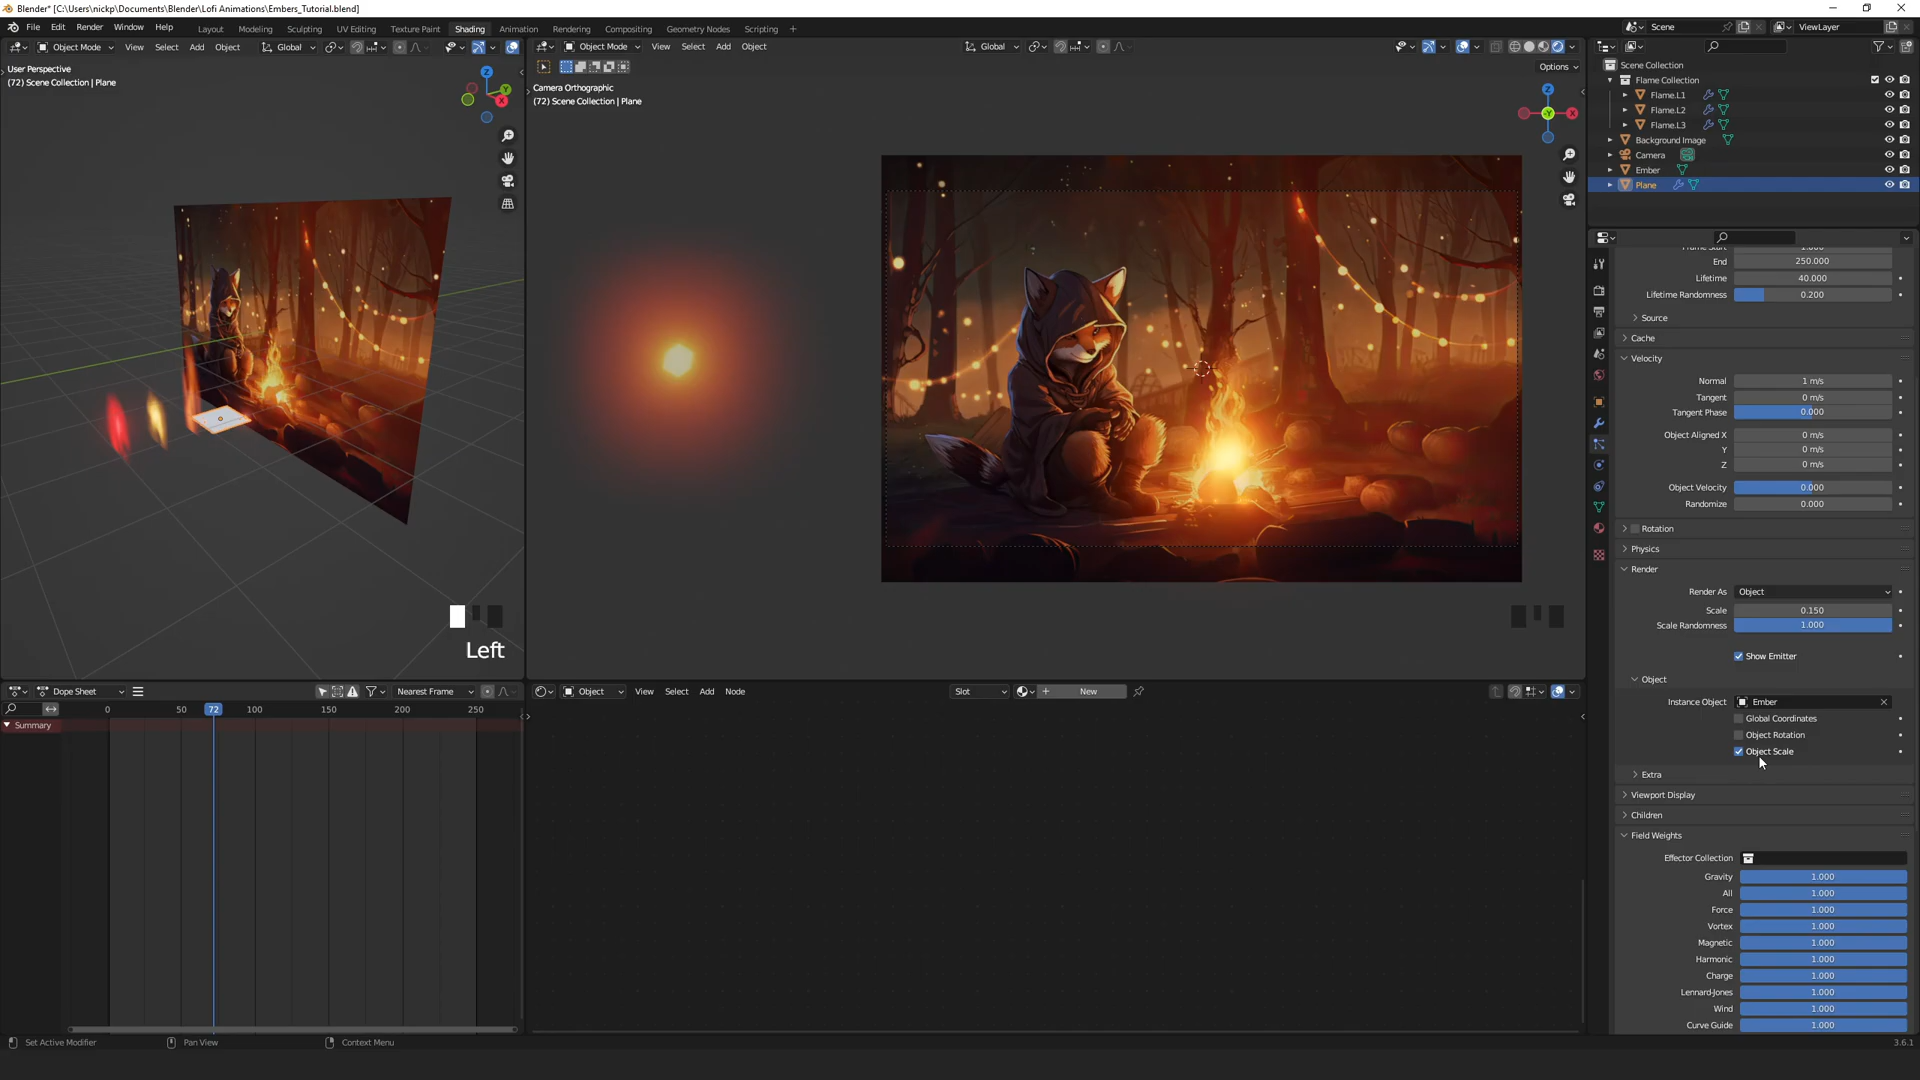 Blender* [C:\Users\nickp\Documents\Blender\Lofi Animations\Embers_Tutorial.blend]
File Edit Render Window Help Layout Modeling Sculpting UV Editing Texture Paint Shading Animation Rendering Compositing Geometry Nodes Scripting + Scene ViewLayer
Object Mode View Select Add Object Global
Object Mode View Select Add Object Global
Options
User Perspective
(72) Scene Collection | Plane
Camera Orthographic
(72) Scene Collection | Plane
Z
Y
X
Z
Y
X
Left
Scene Collection
Flame Collection
Flame.L1
Flame.L2
Flame.L3
Background Image
Camera
Ember
Plane
End 250.000
Lifetime 40.000
Lifetime Randomness 0.200
Source
Cache
Velocity
Normal 1 m/s
Tangent 0 m/s
Tangent Phase 0.000
Object Aligned X 0 m/s
Y 0 m/s
Z 0 m/s
Object Velocity 0.000
Randomize 0.000
Rotation
Physics
Render
Render As Object
Scale 0.150
Scale Randomness 1.000
Show Emitter
Object
Instance Object Ember
Global Coordinates
Object Rotation
Object Scale
Extra
Viewport Display
Children
Field Weights
Effector Collection
Gravity 1.000
All 1.000
Force 1.000
Vortex 1.000
Magnetic 1.000
Harmonic 1.000
Charge 1.000
Lennard-Jones 1.000
Wind 1.000
Curve Guide 1.000
Dope Sheet Nearest Frame
0 50 72 100 150 200 250
Summary
Object View Select Add Node Slot New
Set Active Modifier Pan View Context Menu 3.6.1